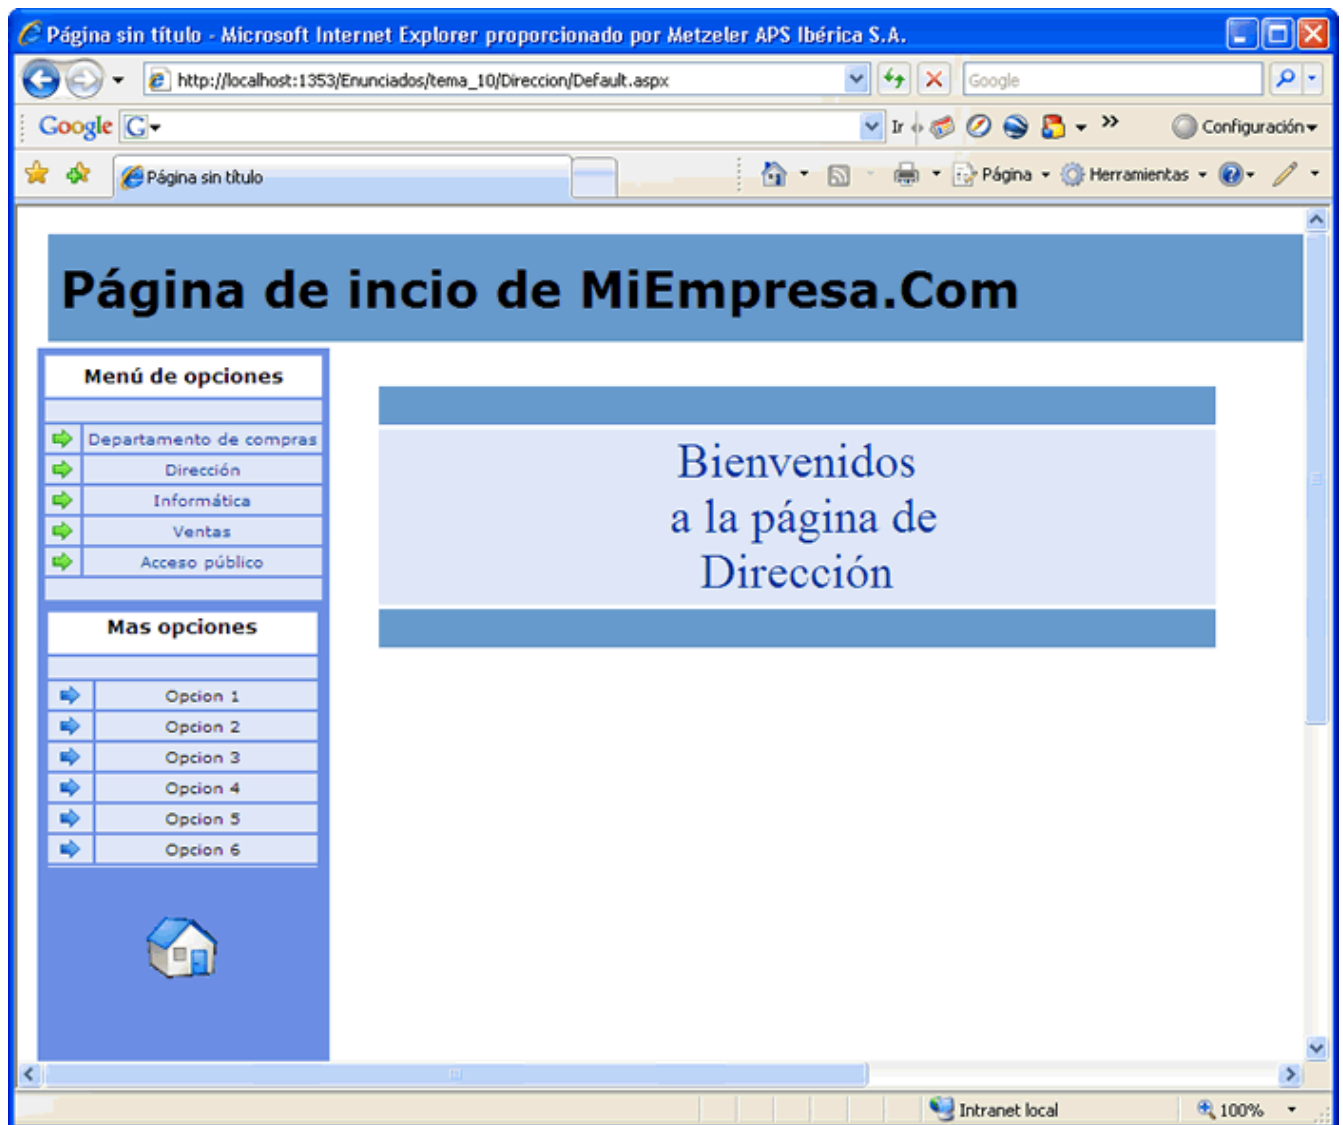 Página sin título - Microsoft Internet Explorer proporcionado por Metzeler APS Ibérica S.A.
http://localhost:1353/Enunciados/tema_10/Direccion/Default.aspx
Google
Google G
Ir
»
Configuración
Página sin título
Página
Herramientas
Página de incio de MiEmpresa.Com
Menú de opciones
Departamento de compras
Dirección
Informática
Ventas
Acceso público
Mas opciones
Opcion 1
Opcion 2
Opcion 3
Opcion 4
Opcion 5
Opcion 6
Bienvenidos
a la página de
Dirección
Intranet local
100%